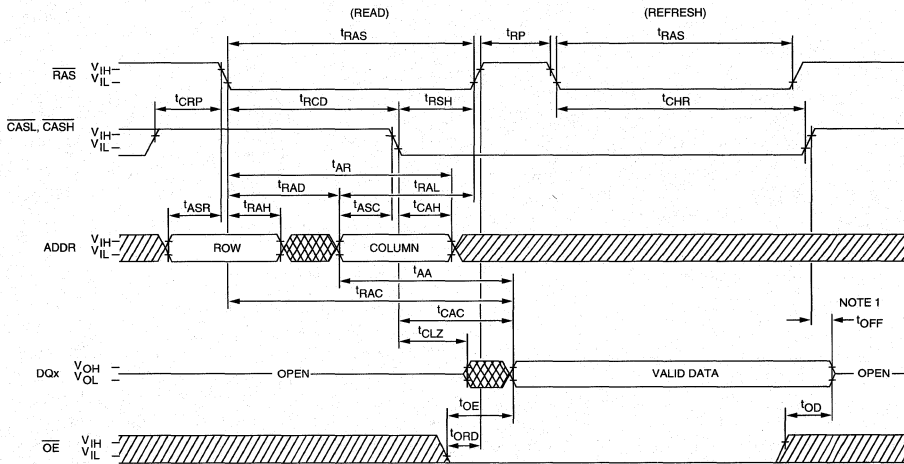 (READ) (REFRESH)
tRAS tRP tRAS
RAS VIH VIL
tCRP tRCD tRSH tCHR
CASL, CASH VIH VIL
tAR
tRAD tRAL
tASR tRAH tASC tCAH
ADDR VIH VIL ROW COLUMN
tAA
tRAC
tCAC NOTE 1
tCLZ tOFF
DQx VOH VOL OPEN VALID DATA OPEN
tOE tOD
tORD
OE VIH VIL